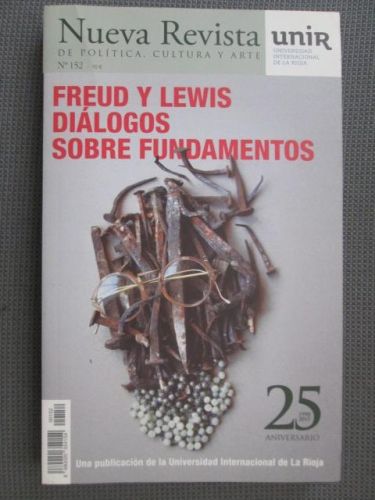 Nueva Revista
DE POLÍTICA, CULTURA Y ARTE
Nº 152
unir
UNIVERSIDAD
INTERNACIONAL
DE LA RIOJA
FREUD Y LEWIS
DIÁLOGOS
SOBRE FUNDAMENTOS
25
ANIVERSARIO
Una publicación de la Universidad Internacional de La Rioja